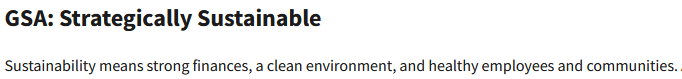 GSA: Strategically Sustainable
Sustainability means strong finances, a clean environment, and healthy employees and communities.